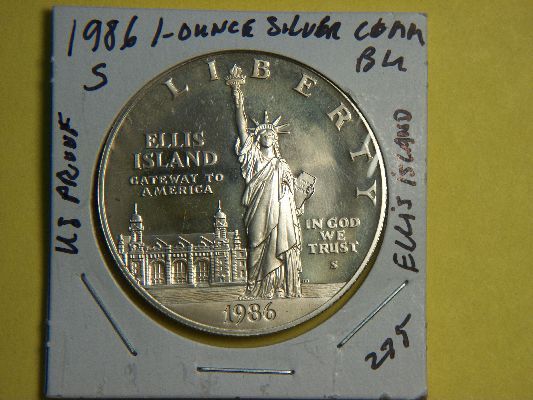 1986 1-OUNCE SILVER COMM
S BU
US PROOF
ELLIS ISLAND
LIBERTY
ELLIS
ISLAND
GATEWAY TO
AMERICA
IN GOD
WE
TRUST
S
1986